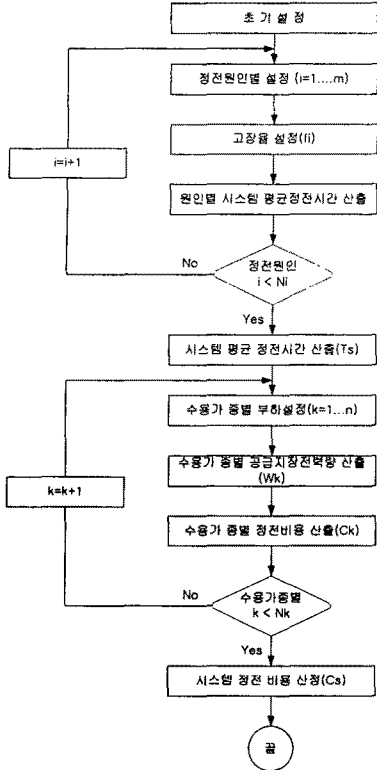 초 기 설 정
정전원인별 설정 (i=1....m)
고장율 설정(fi)
i=i+1
원인별 시스템 평균정전시간 산출
No
정전원인
i < Ni
Yes
시스템 평균 정전시간 산출(Ts)
수용가 종별 부하설정(k=1...n)
수용가 종별 공급지장전력량 산출
(Wk)
k=k+1
수용가 종별 정전비용 산출(Ck)
No
수용가종별
k < Nk
Yes
시스템 정전 비용 산정(Cs)
끝